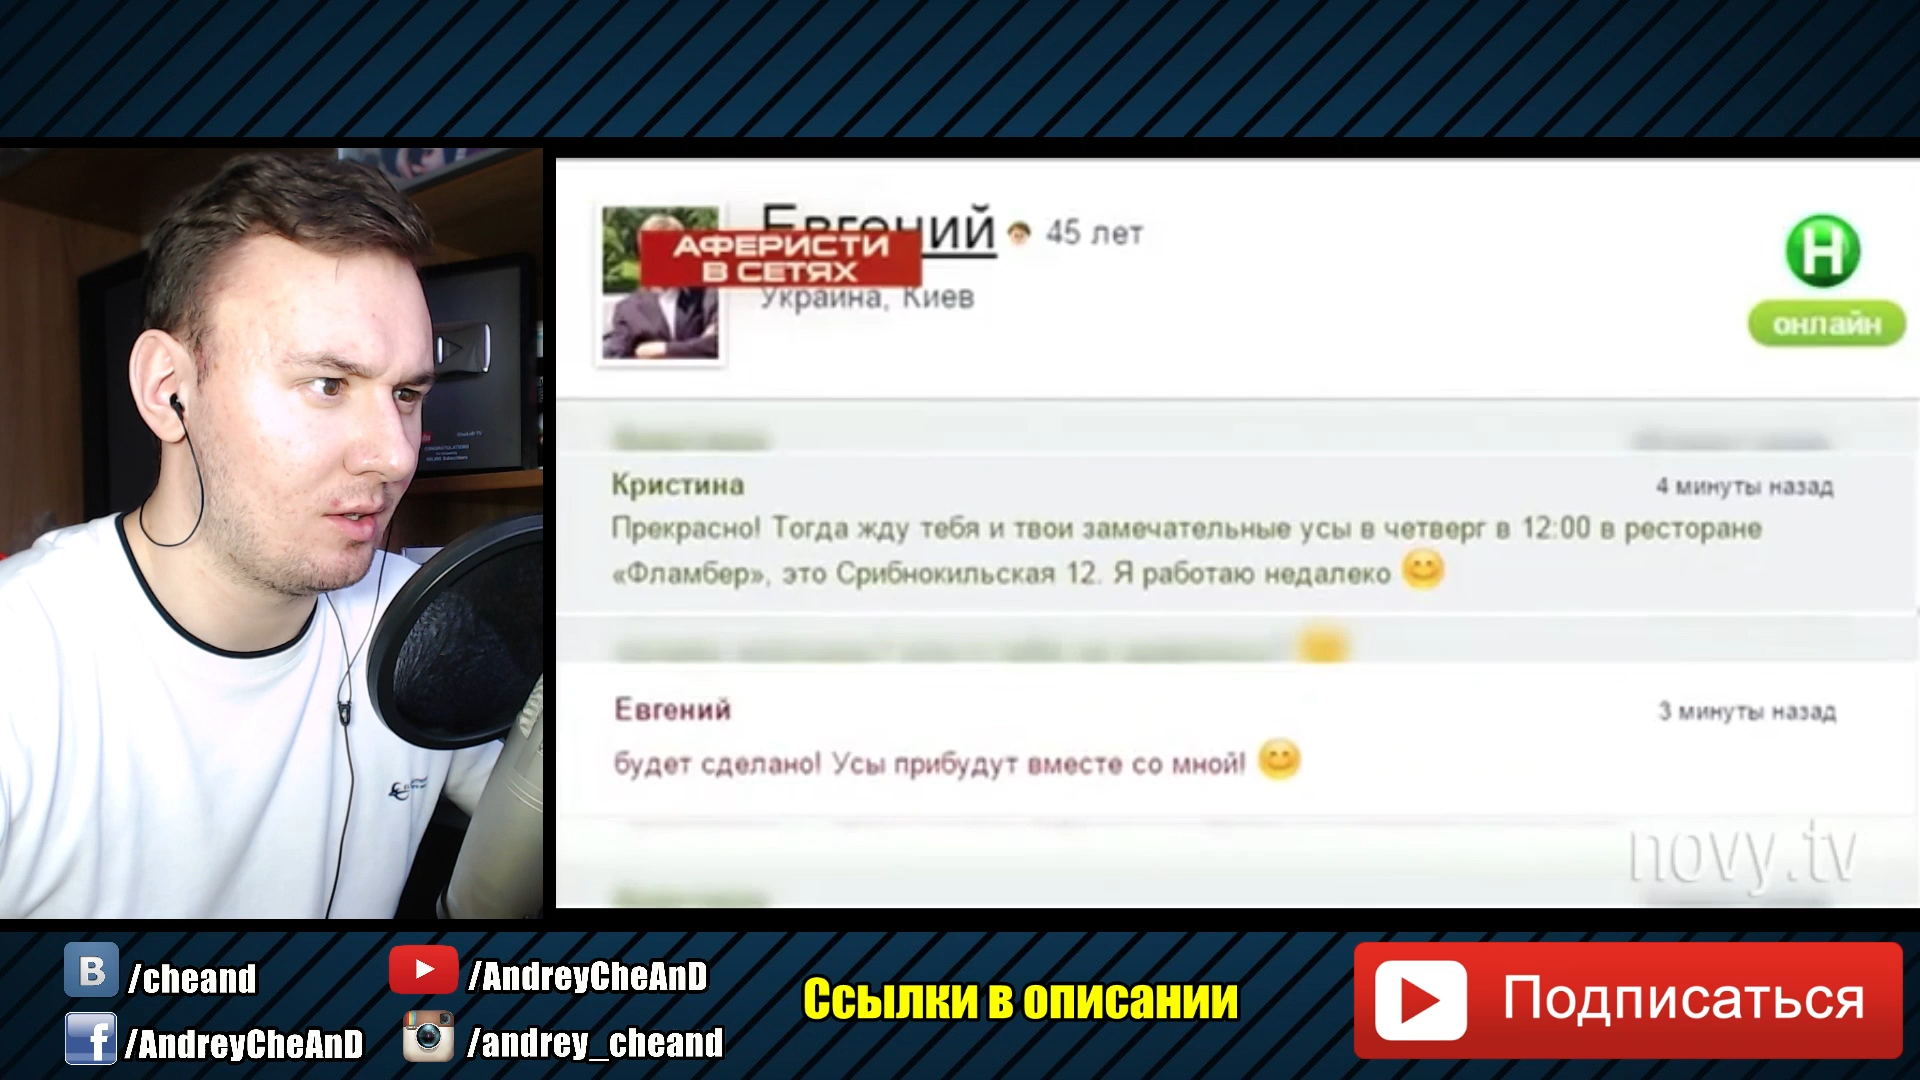 Евгений 45 лет
АФЕРИСТИ
В СЕТЯХ
Украина, Киев
Н
онлайн
Кристина 4 минуты назад
Прекрасно! Тогда жду тебя и твои замечательные усы в четверг в 12:00 в ресторане
«Фламбер», это Срибнокильская 12. Я работаю недалеко
Евгений 3 минуты назад
будет сделано! Усы прибудут вместе со мной!
novy.tv
В /cheand
/AndreyCheAnD
f /AndreyCheAnD
/andrey_cheand
Ссылки в описании
Подписаться